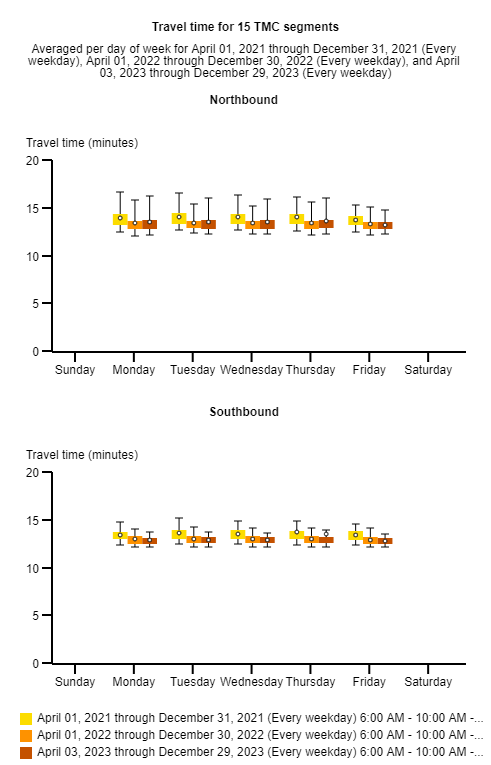 Travel time for 15 TMC segments
Averaged per day of week for April 01, 2021 through December 31, 2021 (Every
weekday), April 01, 2022 through December 30, 2022 (Every weekday), and April
03, 2023 through December 29, 2023 (Every weekday)
Northbound
Travel time (minutes)
20
15
10
5
0
Sunday Monday Tuesday Wednesday Thursday Friday Saturday
Southbound
Travel time (minutes)
20
15
10
5
0
Sunday Monday Tuesday Wednesday Thursday Friday Saturday
April 01, 2021 through December 31, 2021 (Every weekday) 6:00 AM - 10:00 AM -...
April 01, 2022 through December 30, 2022 (Every weekday) 6:00 AM - 10:00 AM -...
April 03, 2023 through December 29, 2023 (Every weekday) 6:00 AM - 10:00 AM -...